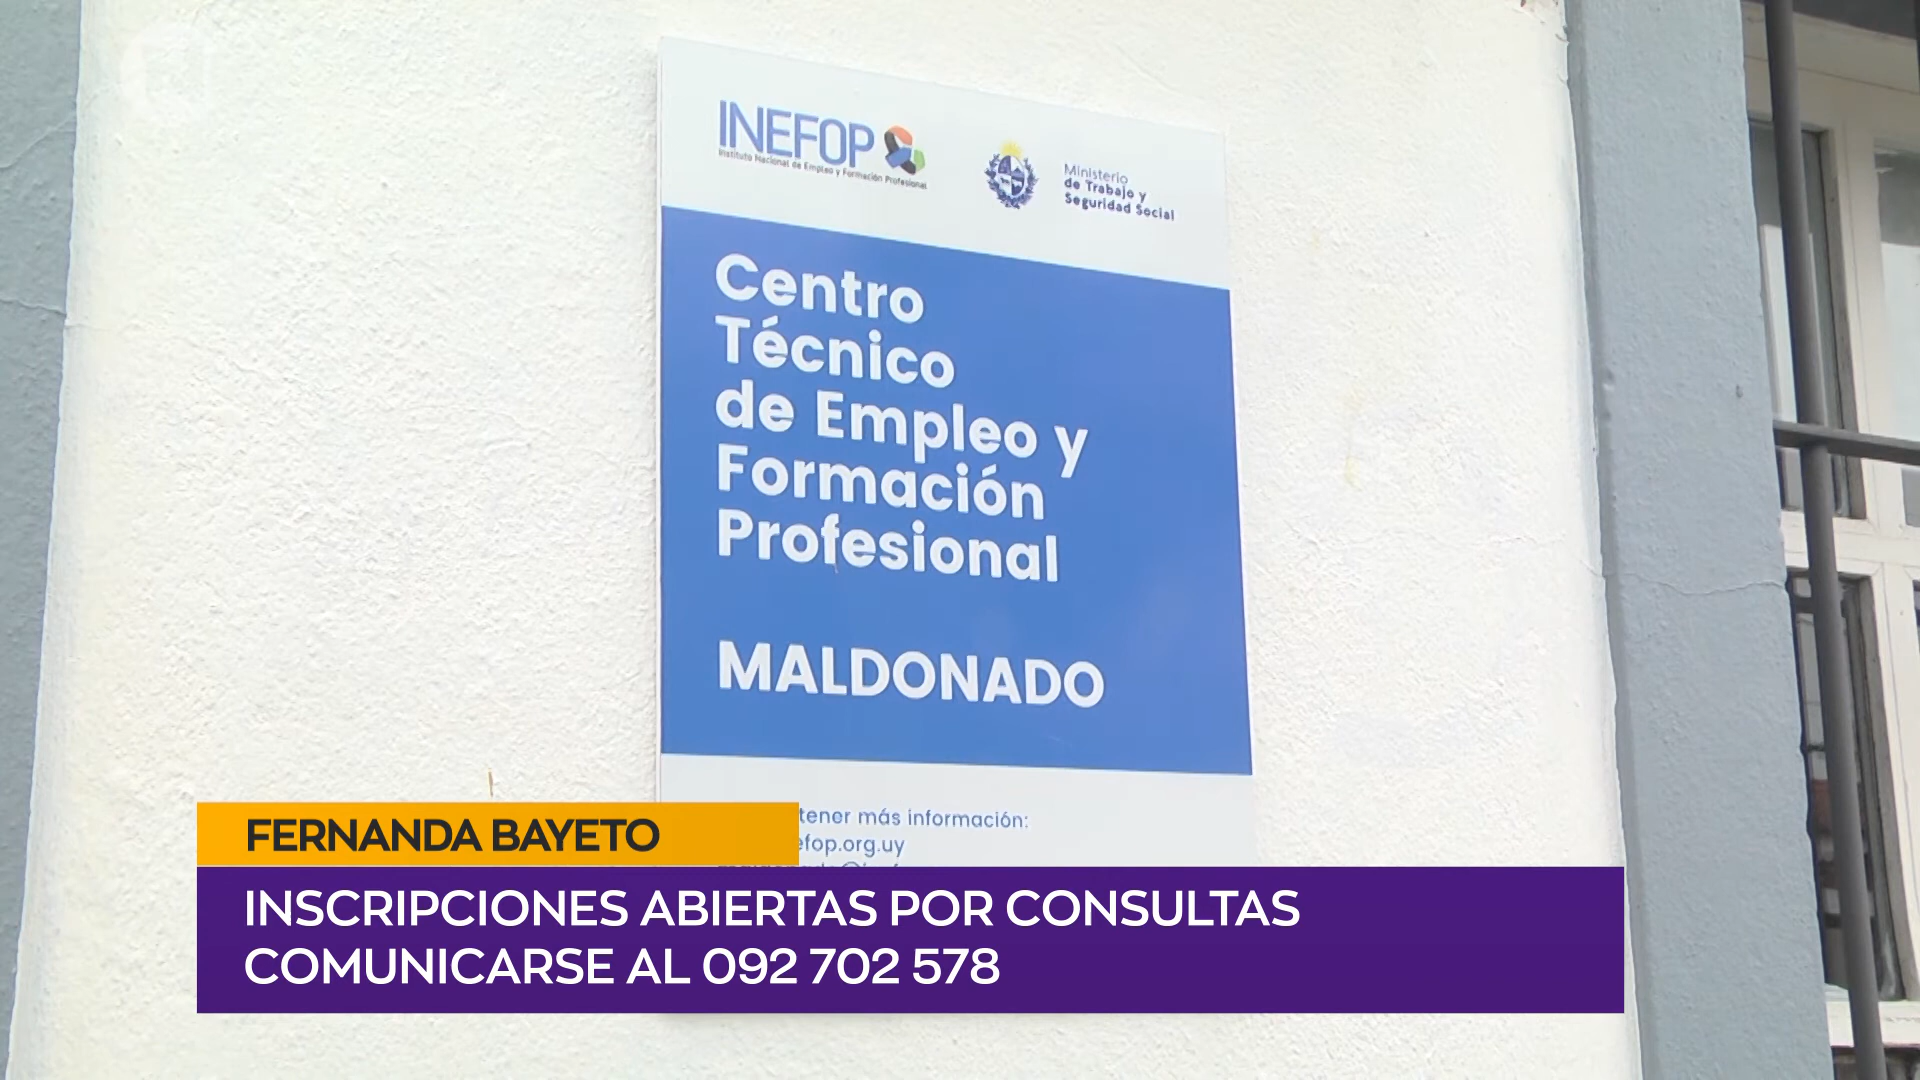 INEFOP
Instituto Nacional de Empleo y Formación Profesional
Ministerio
de Trabajo y
Seguridad Social
Centro
Técnico
de Empleo y
Formación
Profesional
MALDONADO
tener más información:
efop.org.uy
FERNANDA BAYETO
INSCRIPCIONES ABIERTAS POR CONSULTAS
COMUNICARSE AL 092 702 578